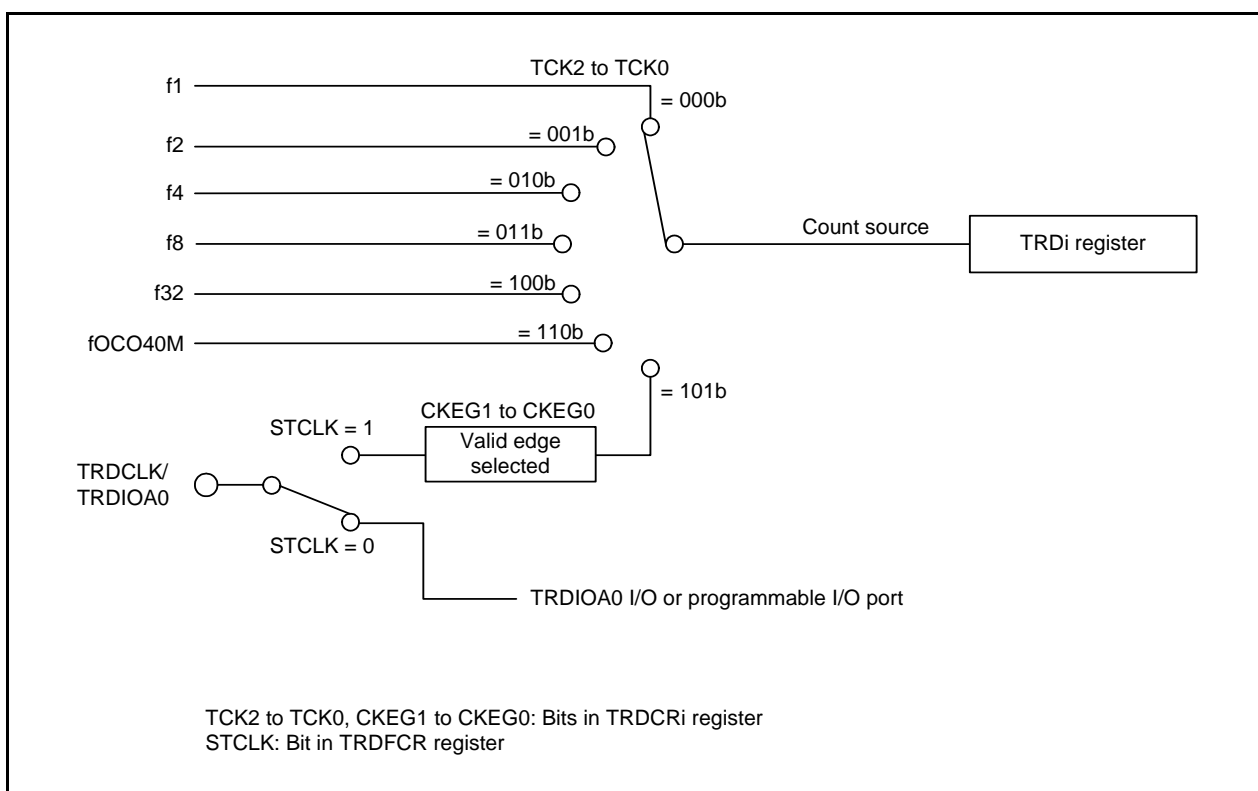 TCK2 to TCK0
f1
= 000b
f2
= 001b
f4
= 010b
f8
= 011b
Count source
TRDi register
f32
= 100b
fOCO40M
= 110b
= 101b
CKEG1 to CKEG0
STCLK = 1
Valid edge
selected
TRDCLK/
TRDIOA0
STCLK = 0
TRDIOA0 I/O or programmable I/O port
TCK2 to TCK0, CKEG1 to CKEG0: Bits in TRDCRi register
STCLK: Bit in TRDFCR register